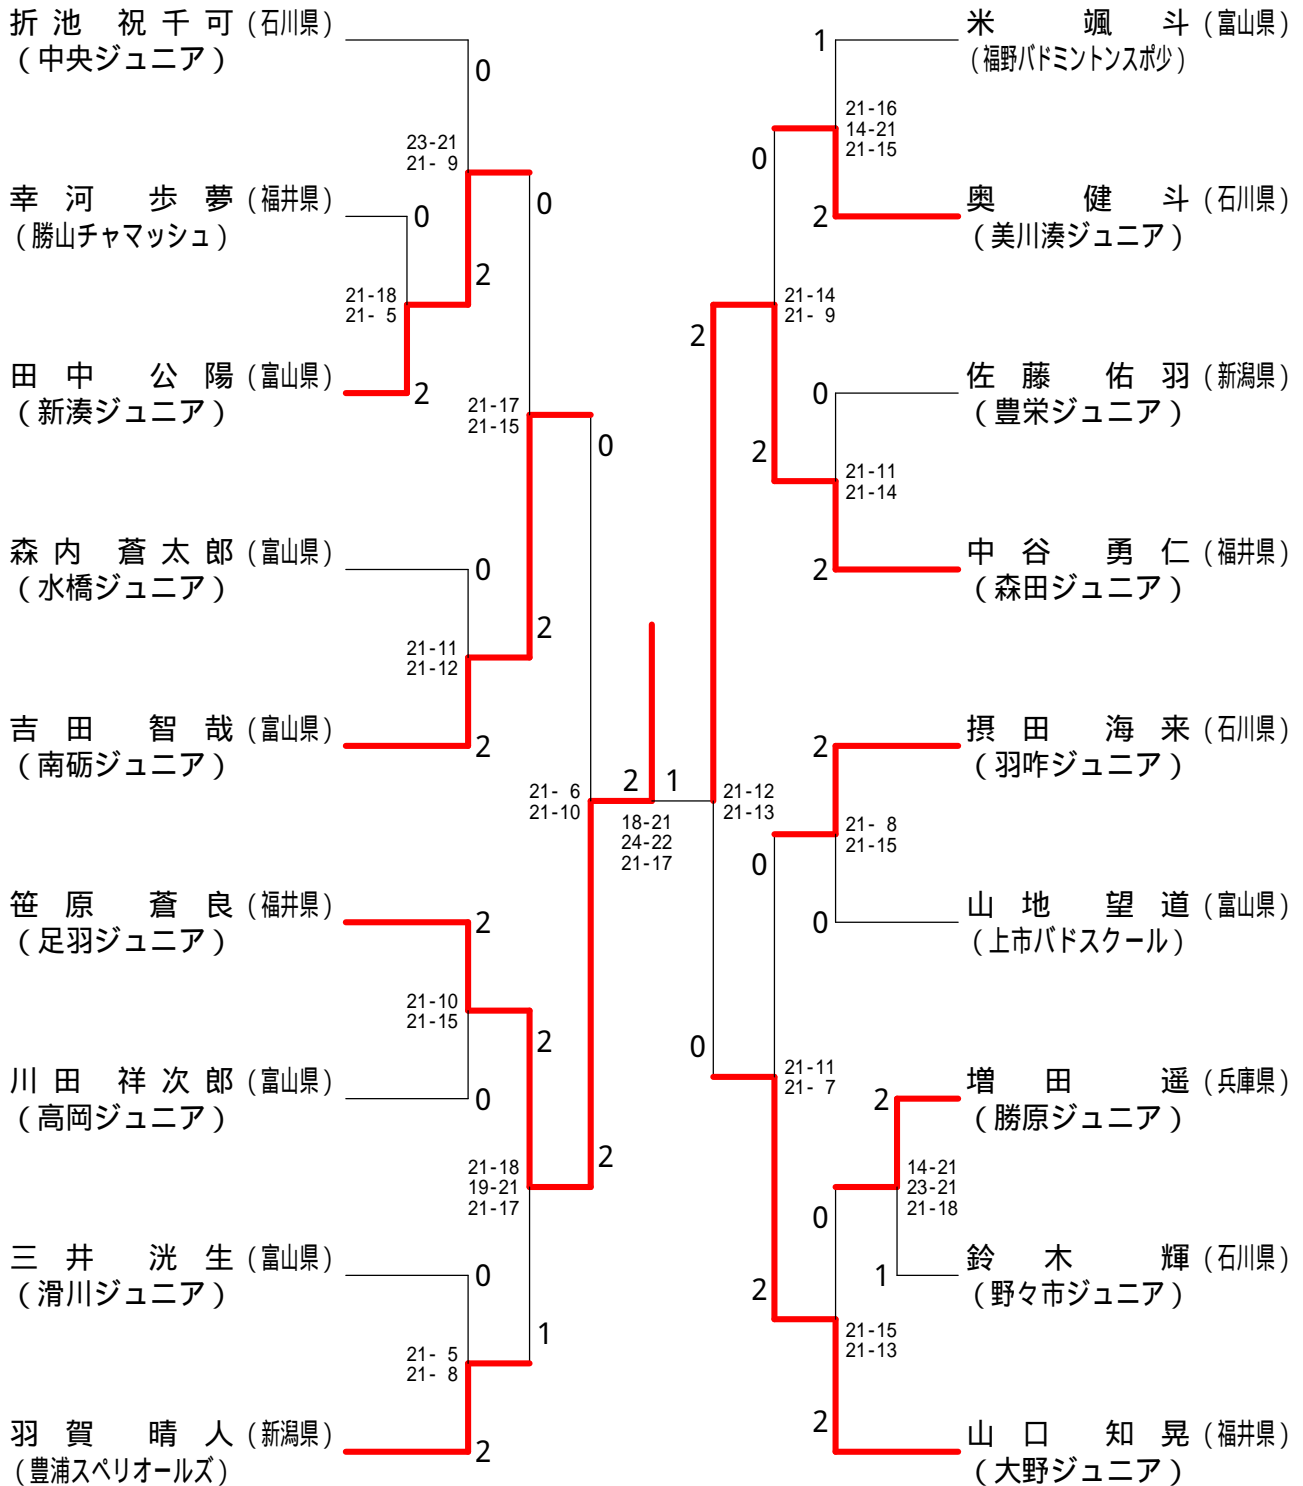 折池 祝千可 (石川県)
(中央ジュニア)
0
23-21
21- 9
幸河 歩夢 (福井県)
(勝山チャマッシュ)
0
0
2
21-18
21- 5
田中 公陽 (富山県)
(新湊ジュニア)
2
21-17
21-15
0
森内 蒼太郎 (富山県)
(水橋ジュニア)
0
2
21-11
21-12
吉田 智哉 (富山県)
(南砺ジュニア)
2
21- 6
21-10
2
1
18-21
24-22
21-17
笹原 蒼良 (福井県)
(足羽ジュニア)
2
21-10
21-15
2
川田 祥次郎 (富山県)
(高岡ジュニア)
0
21-18
19-21
21-17
2
三井 洸生 (富山県)
(滑川ジュニア)
0
1
21- 5
21- 8
羽賀 晴人 (新潟県)
(豊浦スペリオールズ)
2
米 颯斗 (富山県)
(福野バドミントンスポ少)
1
21-16
14-21
21-15
0
奥 健斗 (石川県)
(美川湊ジュニア)
2
21-14
21- 9
2
佐藤 佑羽 (新潟県)
(豊栄ジュニア)
0
2
21-11
21-14
中谷 勇仁 (福井県)
(森田ジュニア)
2
摂田 海来 (石川県)
(羽咋ジュニア)
2
21-12
21-13
21- 8
21-15
0
山地 望道 (富山県)
(上市バドスクール)
0
0
21-11
21- 7
増田 遥 (兵庫県)
(勝原ジュニア)
2
14-21
23-21
21-18
0
鈴木 輝 (石川県)
(野々市ジュニア)
1
2
21-15
21-13
山口 知晃 (福井県)
(大野ジュニア)
2